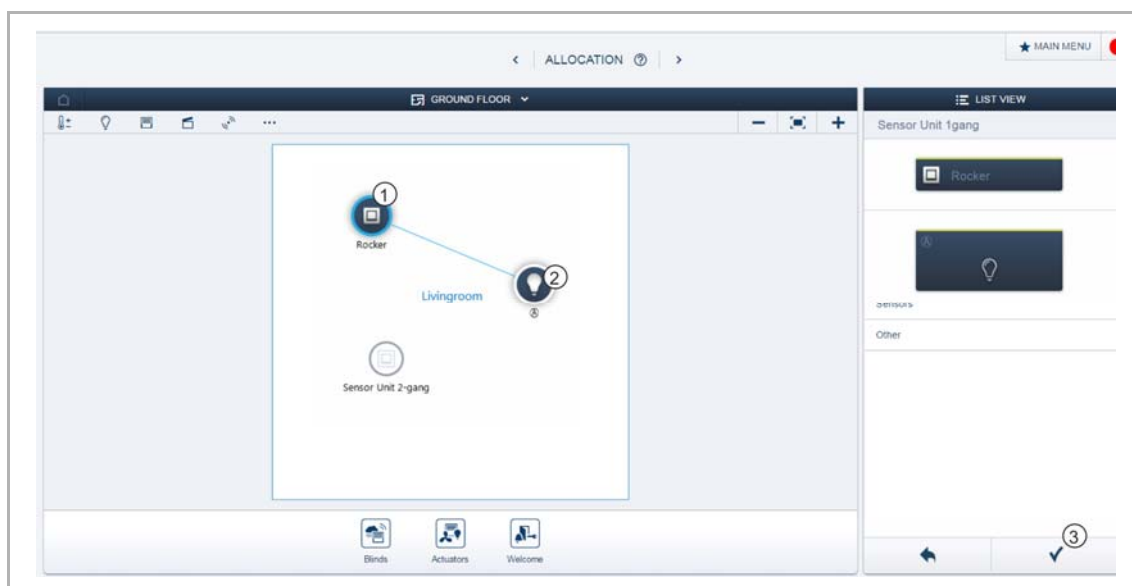 ★ MAIN MENU
< ALLOCATION ? >
GROUND FLOOR
LIST VIEW
Sensor Unit 1gang
Rocker
1
Rocker
2
Livingroom
Sensors
Other
Sensor Unit 2-gang
Blinds
Actuators
Welcome
3